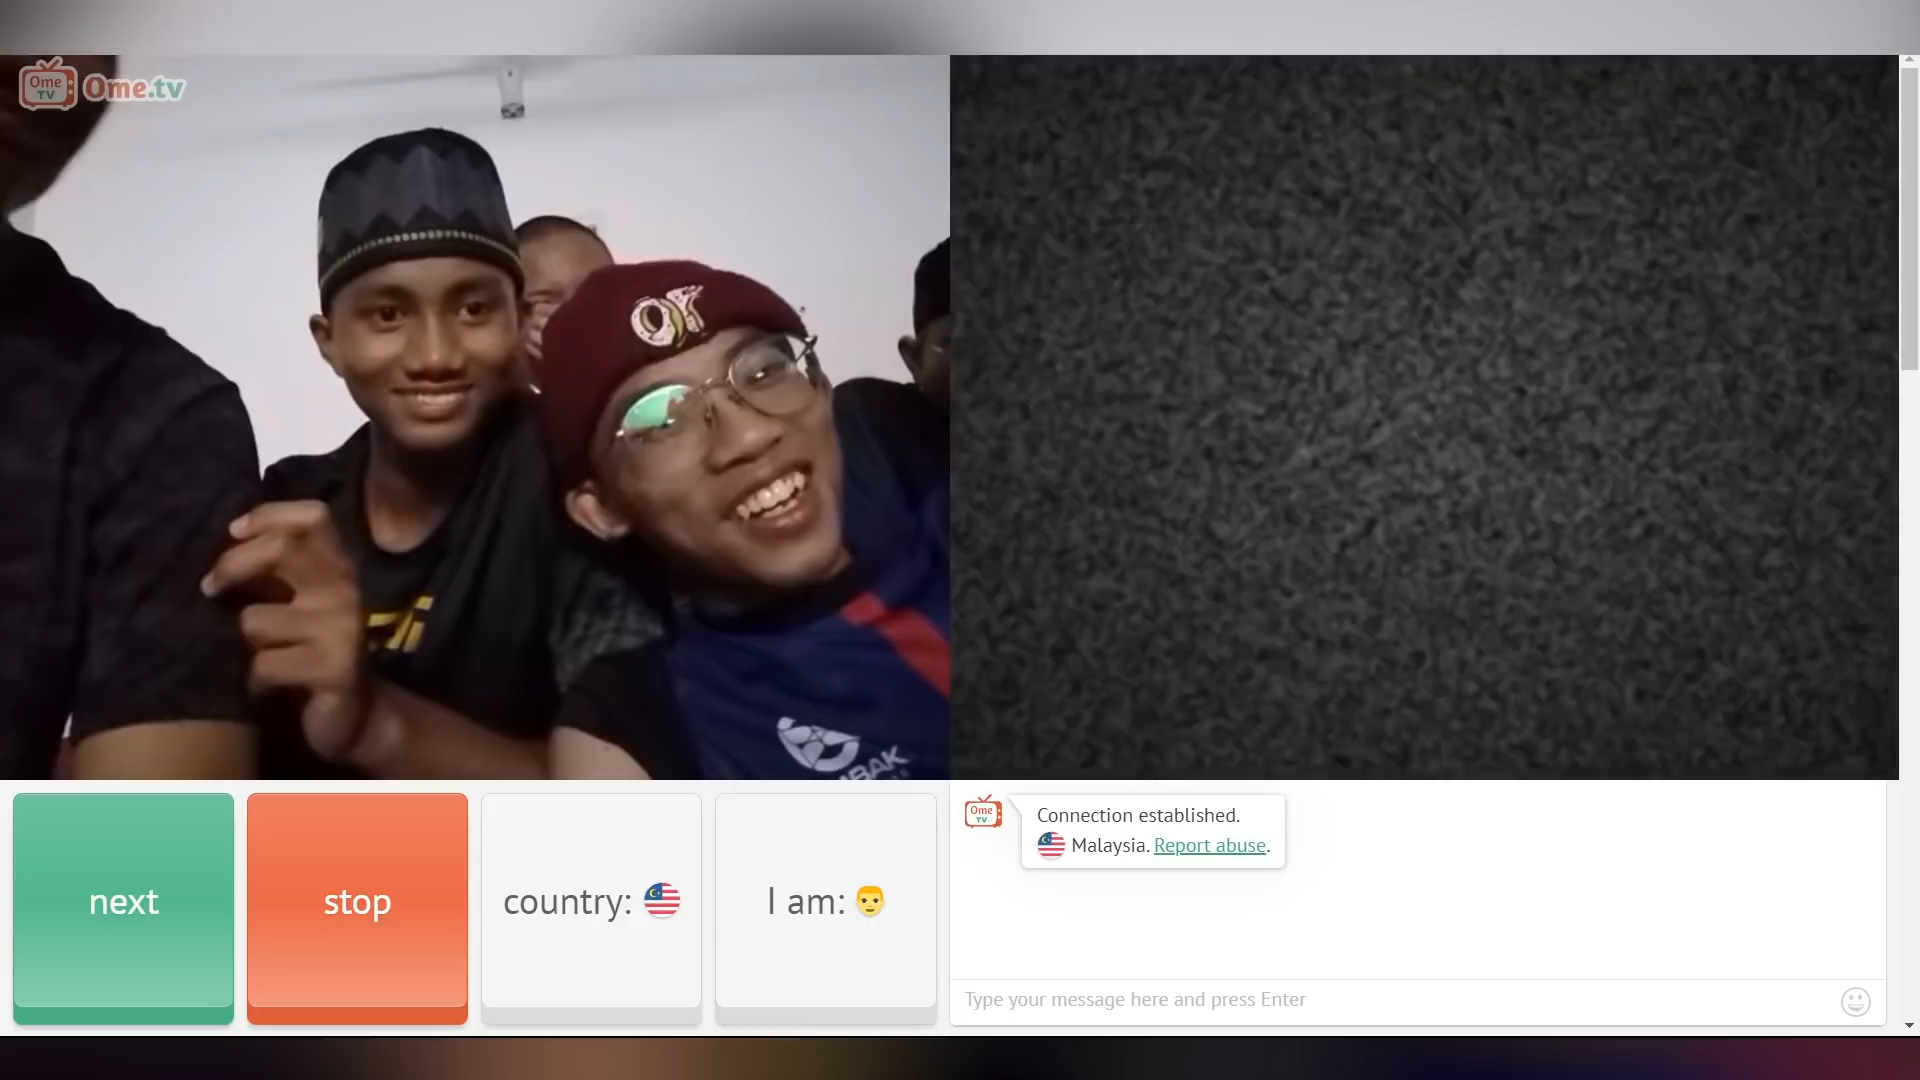 Ome TV Ome.tv
OK
next
stop
country:
I am:
Ome TV
Connection established.
Malaysia. Report abuse.
Type your message here and press Enter